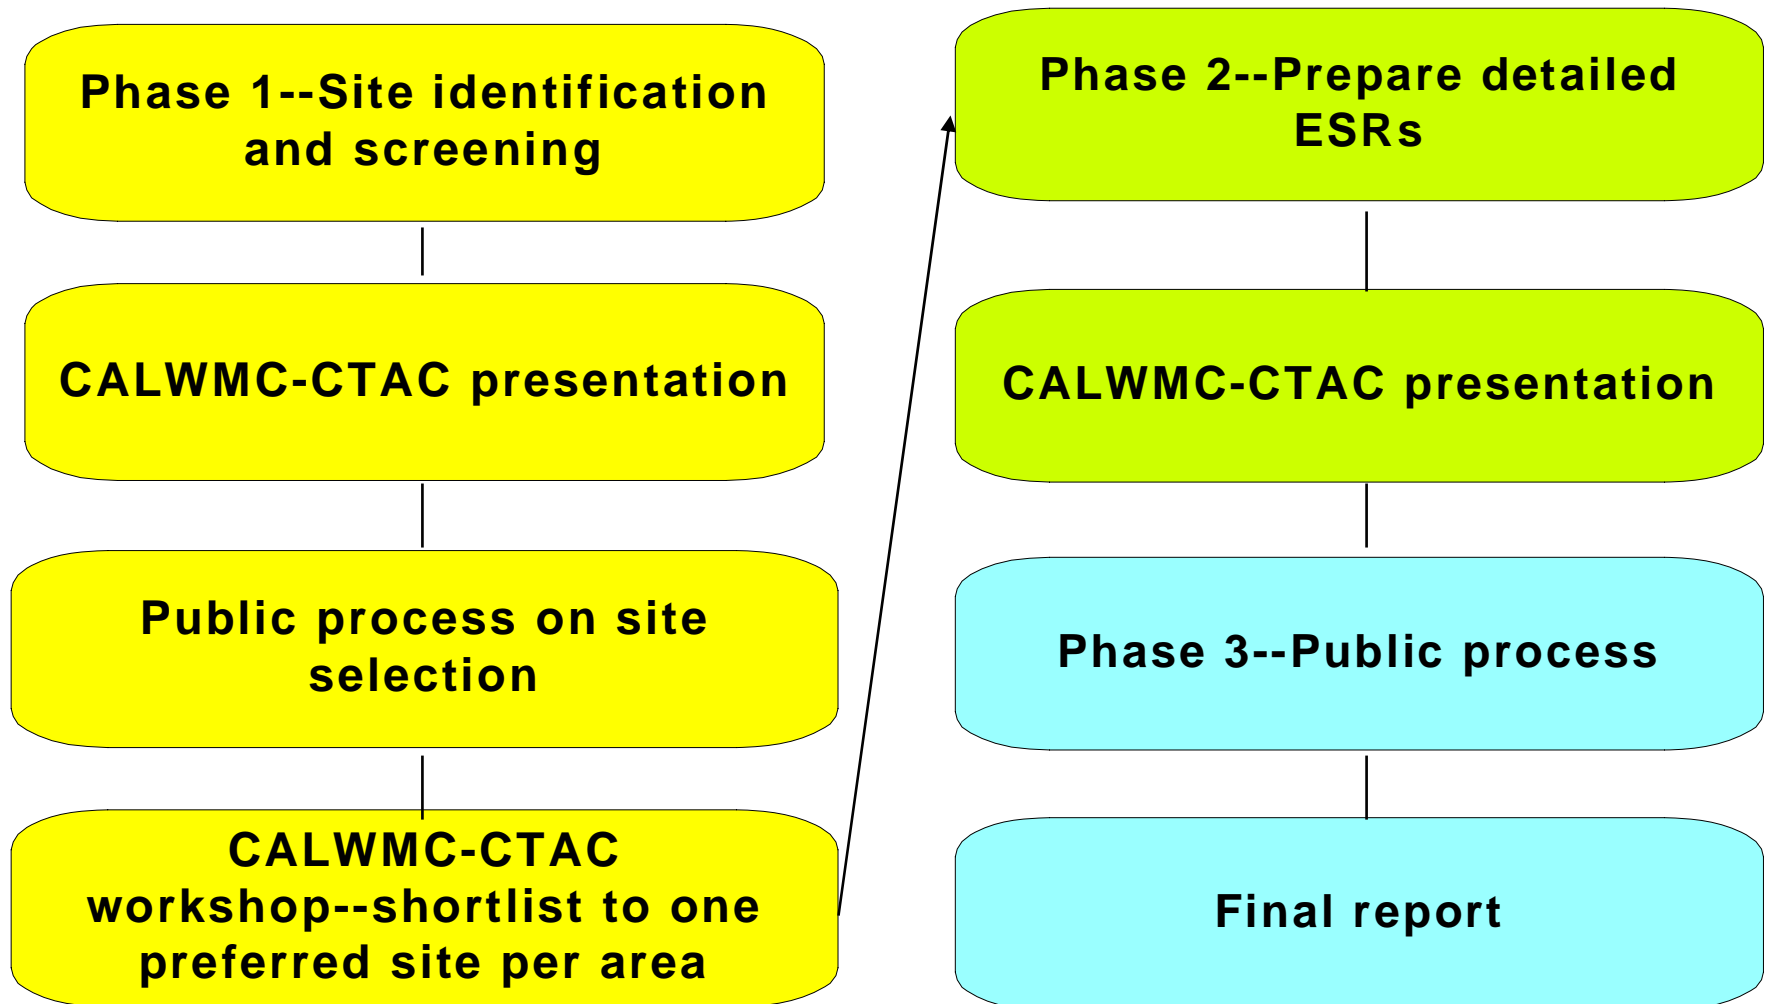 Phase 1--Site identification
and screening
CALWMC-CTAC presentation
Public process on site
selection
CALWMC-CTAC
workshop--shortlist to one
preferred site per area
Phase 2--Prepare detailed
ESRs
CALWMC-CTAC presentation
Phase 3--Public process
Final report